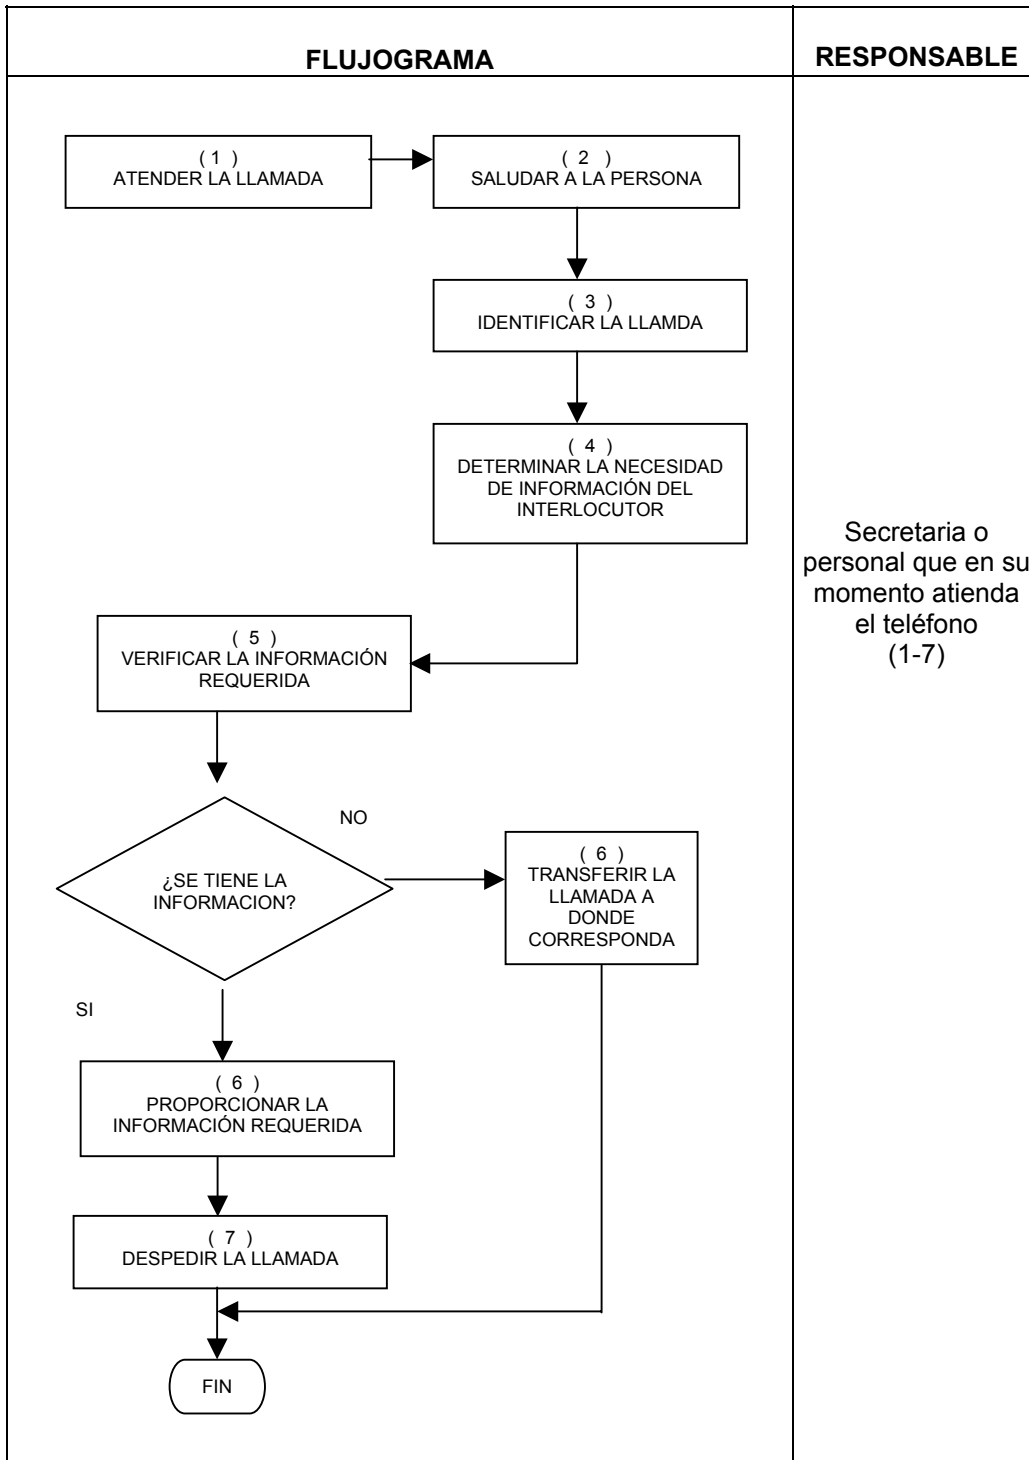 FLUJOGRAMA
RESPONSABLE
( 1 )
ATENDER LA LLAMADA
( 2 )
SALUDAR A LA PERSONA
( 3 )
IDENTIFICAR LA LLAMDA
( 4 )
DETERMINAR LA NECESIDAD
DE INFORMACIÓN DEL
INTERLOCUTOR
( 5 )
VERIFICAR LA INFORMACIÓN
REQUERIDA
¿SE TIENE LA
INFORMACION?
NO
( 6 )
TRANSFERIR LA
LLAMADA A
DONDE
CORRESPONDA
SI
( 6 )
PROPORCIONAR LA
INFORMACIÓN REQUERIDA
( 7 )
DESPEDIR LA LLAMADA
FIN
Secretaria o
personal que en su
momento atienda
el teléfono
(1-7)